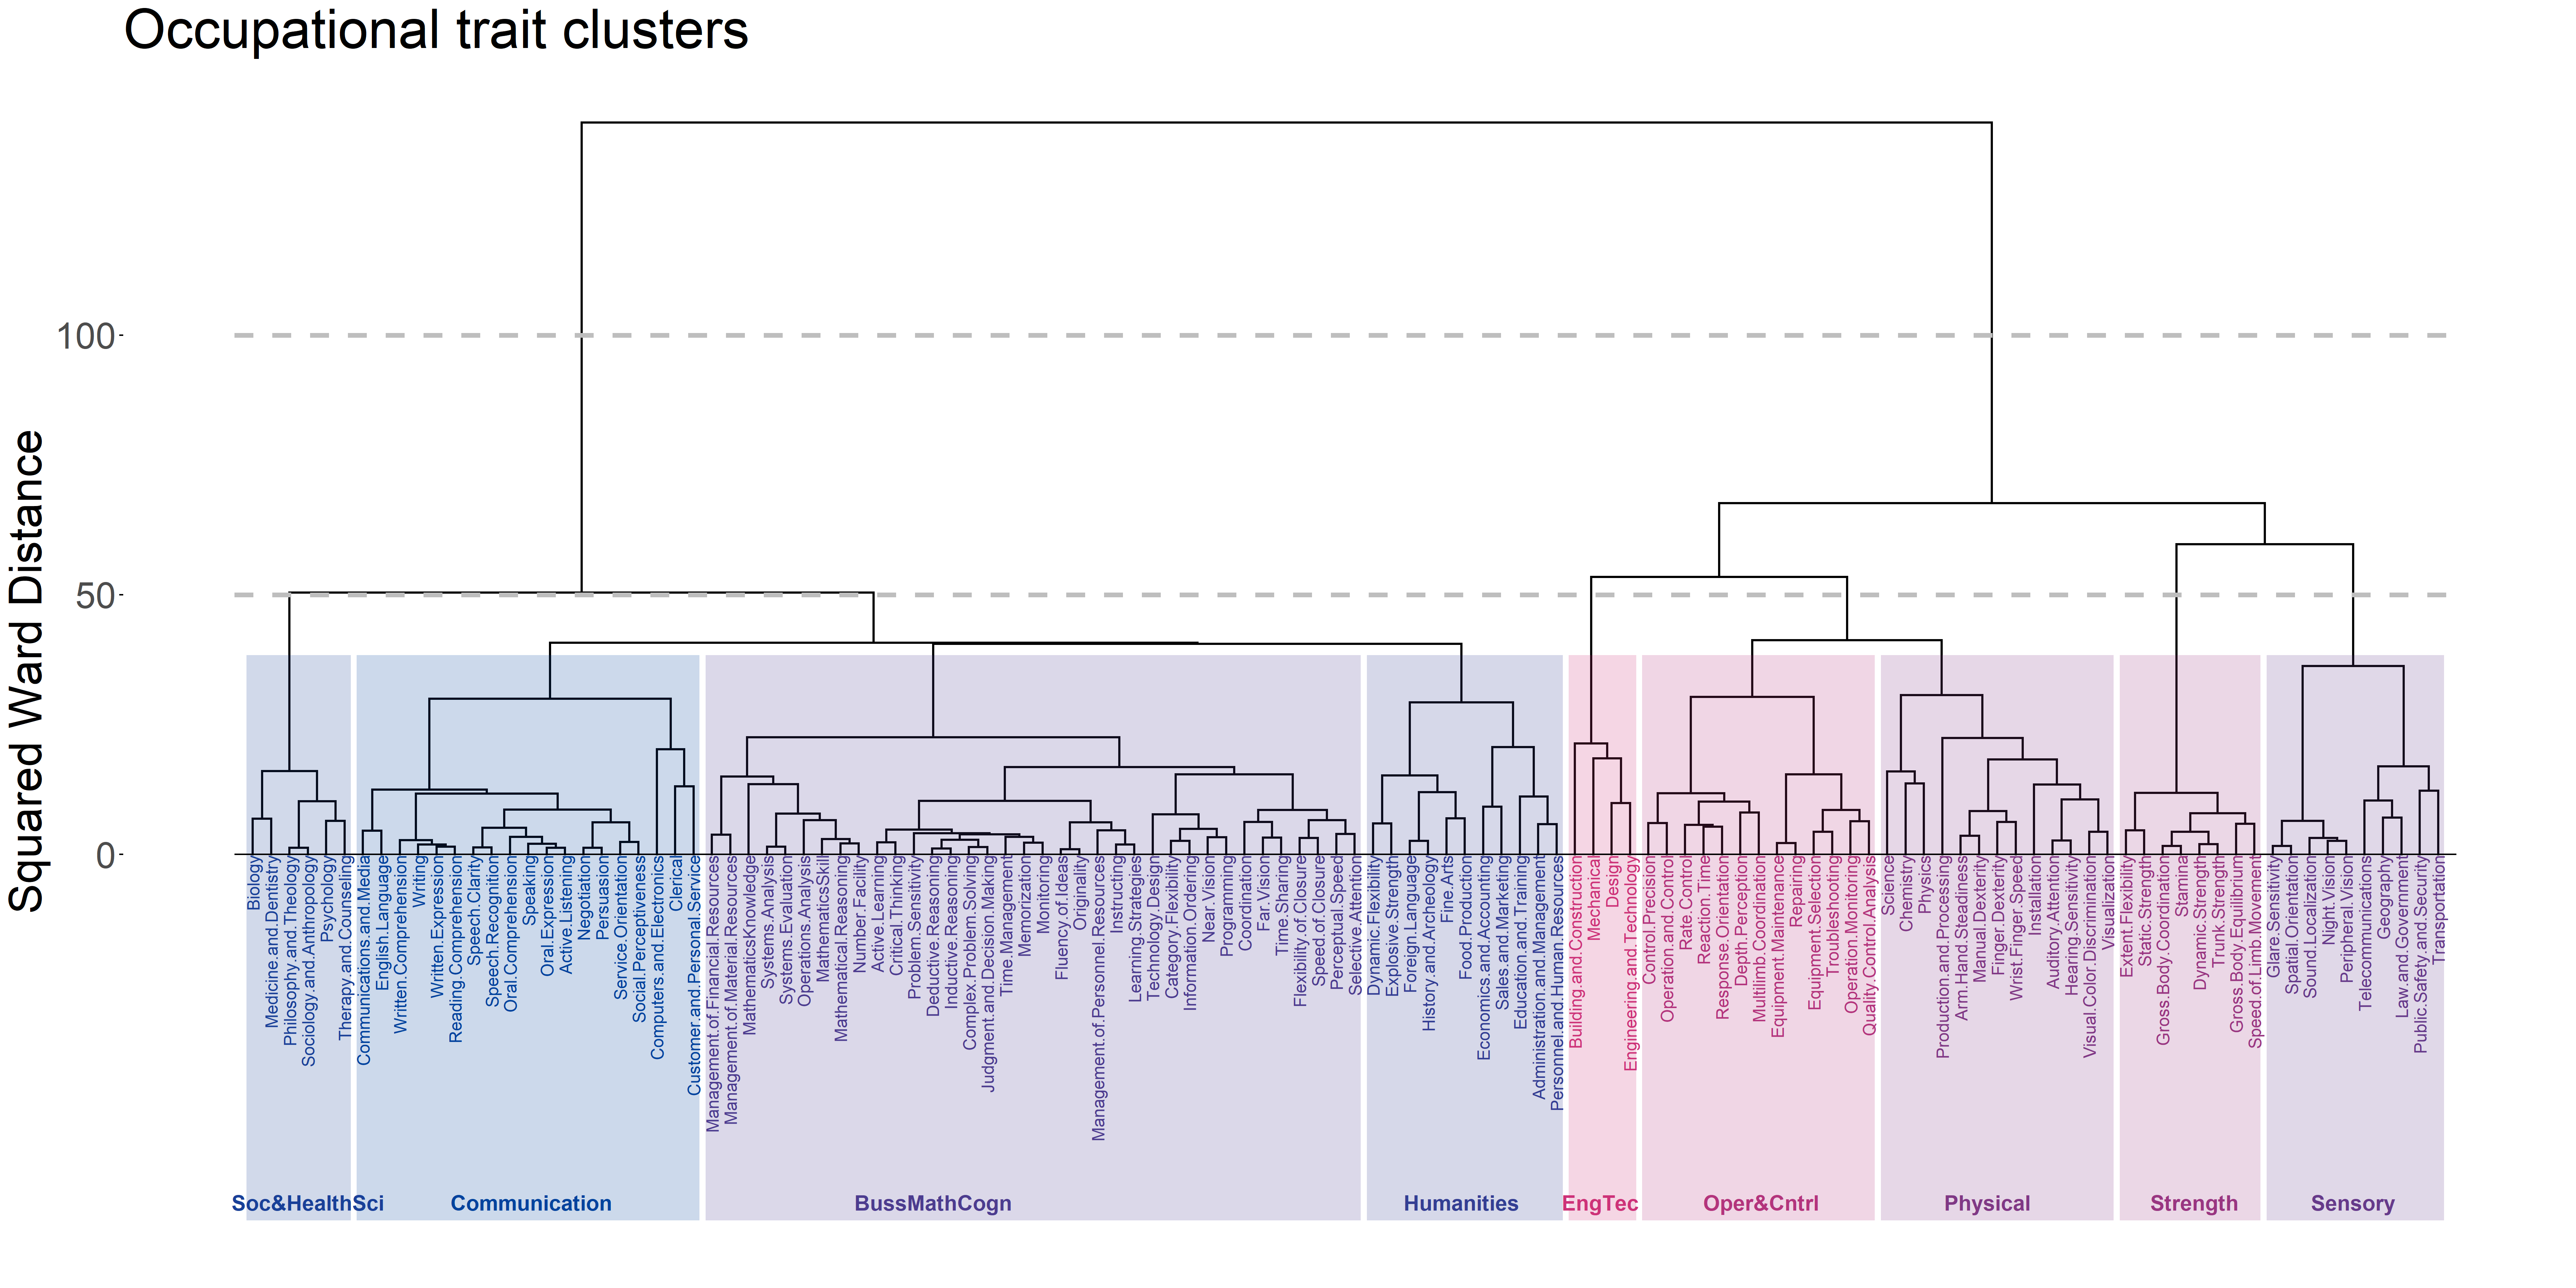 Occupational trait clusters
Squared Ward Distance
100
50
0
Biology
Medicine.and.Dentistry
Philosophy.and.Theology
Sociology.and.Anthropology
Psychology
Therapy.and.Counseling
Communications.and.Media
English.Language
Written.Comprehension
Writing
Written.Expression
Reading.Comprehension
Speech.Clarity
Speech.Recognition
Oral.Comprehension
Speaking
Oral.Expression
Active.Listening
Negotiation
Persuasion
Service.Orientation
Social.Perceptiveness
Computers.and.Electronics
Clerical
Customer.and.Personal.Service
Management.of.Financial.Resources
Management.of.Material.Resources
MathematicsKnowledge
Systems.Analysis
Systems.Evaluation
Operations.Analysis
MathematicsSkill
Mathematical.Reasoning
Number.Facility
Active.Learning
Critical.Thinking
Problem.Sensitivity
Deductive.Reasoning
Inductive.Reasoning
Complex.Problem.Solving
Judgment.and.Decision.Making
Time.Management
Memorization
Monitoring
Fluency.of.Ideas
Originality
Management.of.Personnel.Resources
Instructing
Learning.Strategies
Technology.Design
Category.Flexibility
Information.Ordering
Near.Vision
Programming
Coordination
Far.Vision
Time.Sharing
Flexibility.of.Closure
Speed.of.Closure
Perceptual.Speed
Selective.Attention
Dynamic.Flexibility
Explosive.Strength
Foreign.Language
History.and.Archeology
Fine.Arts
Food.Production
Economics.and.Accounting
Sales.and.Marketing
Education.and.Training
Administration.and.Management
Personnel.and.Human.Resources
Building.and.Construction
Mechanical
Design
Engineering.and.Technology
Control.Precision
Operation.and.Control
Rate.Control
Reaction.Time
Response.Orientation
Depth.Perception
Multilimb.Coordination
Equipment.Maintenance
Repairing
Equipment.Selection
Troubleshooting
Operation.Monitoring
Quality.Control.Analysis
Science
Chemistry
Physics
Production.and.Processing
Arm.Hand.Steadiness
Manual.Dexterity
Finger.Dexterity
Wrist.Finger.Speed
Installation
Auditory.Attention
Hearing.Sensitivity
Visual.Color.Discrimination
Visualization
Extent.Flexibility
Static.Strength
Gross.Body.Coordination
Stamina
Dynamic.Strength
Trunk.Strength
Gross.Body.Equilibrium
Speed.of.Limb.Movement
Glare.Sensitivity
Spatial.Orientation
Sound.Localization
Night.Vision
Peripheral.Vision
Telecommunications
Geography
Law.and.Government
Public.Safety.and.Security
Transportation
Soc&HealthSci
Communication
BussMathCogn
Humanities
EngTec
Oper&Cntrl
Physical
Strength
Sensory